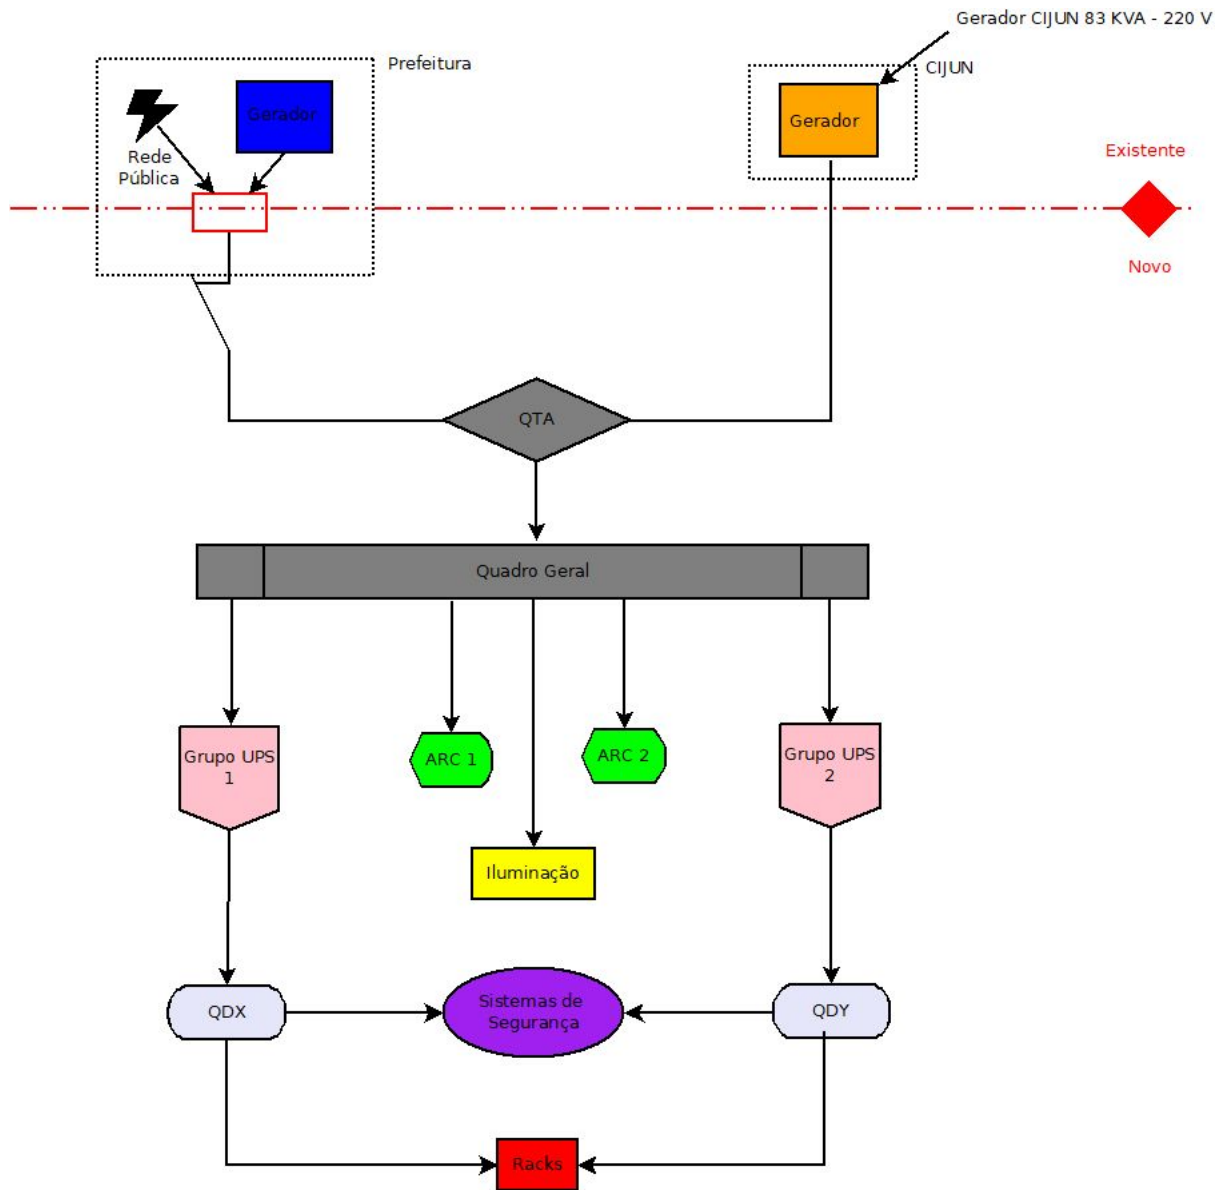 Gerador CIJUN 83 KVA - 220 V
Prefeitura
CIJUN
Gerador
Gerador
Rede
Pública
Existente
Novo
QTA
Quadro Geral
Grupo UPS
1
ARC 1
ARC 2
Grupo UPS
2
Iluminação
QDX
Sistemas de
Segurança
QDY
Racks